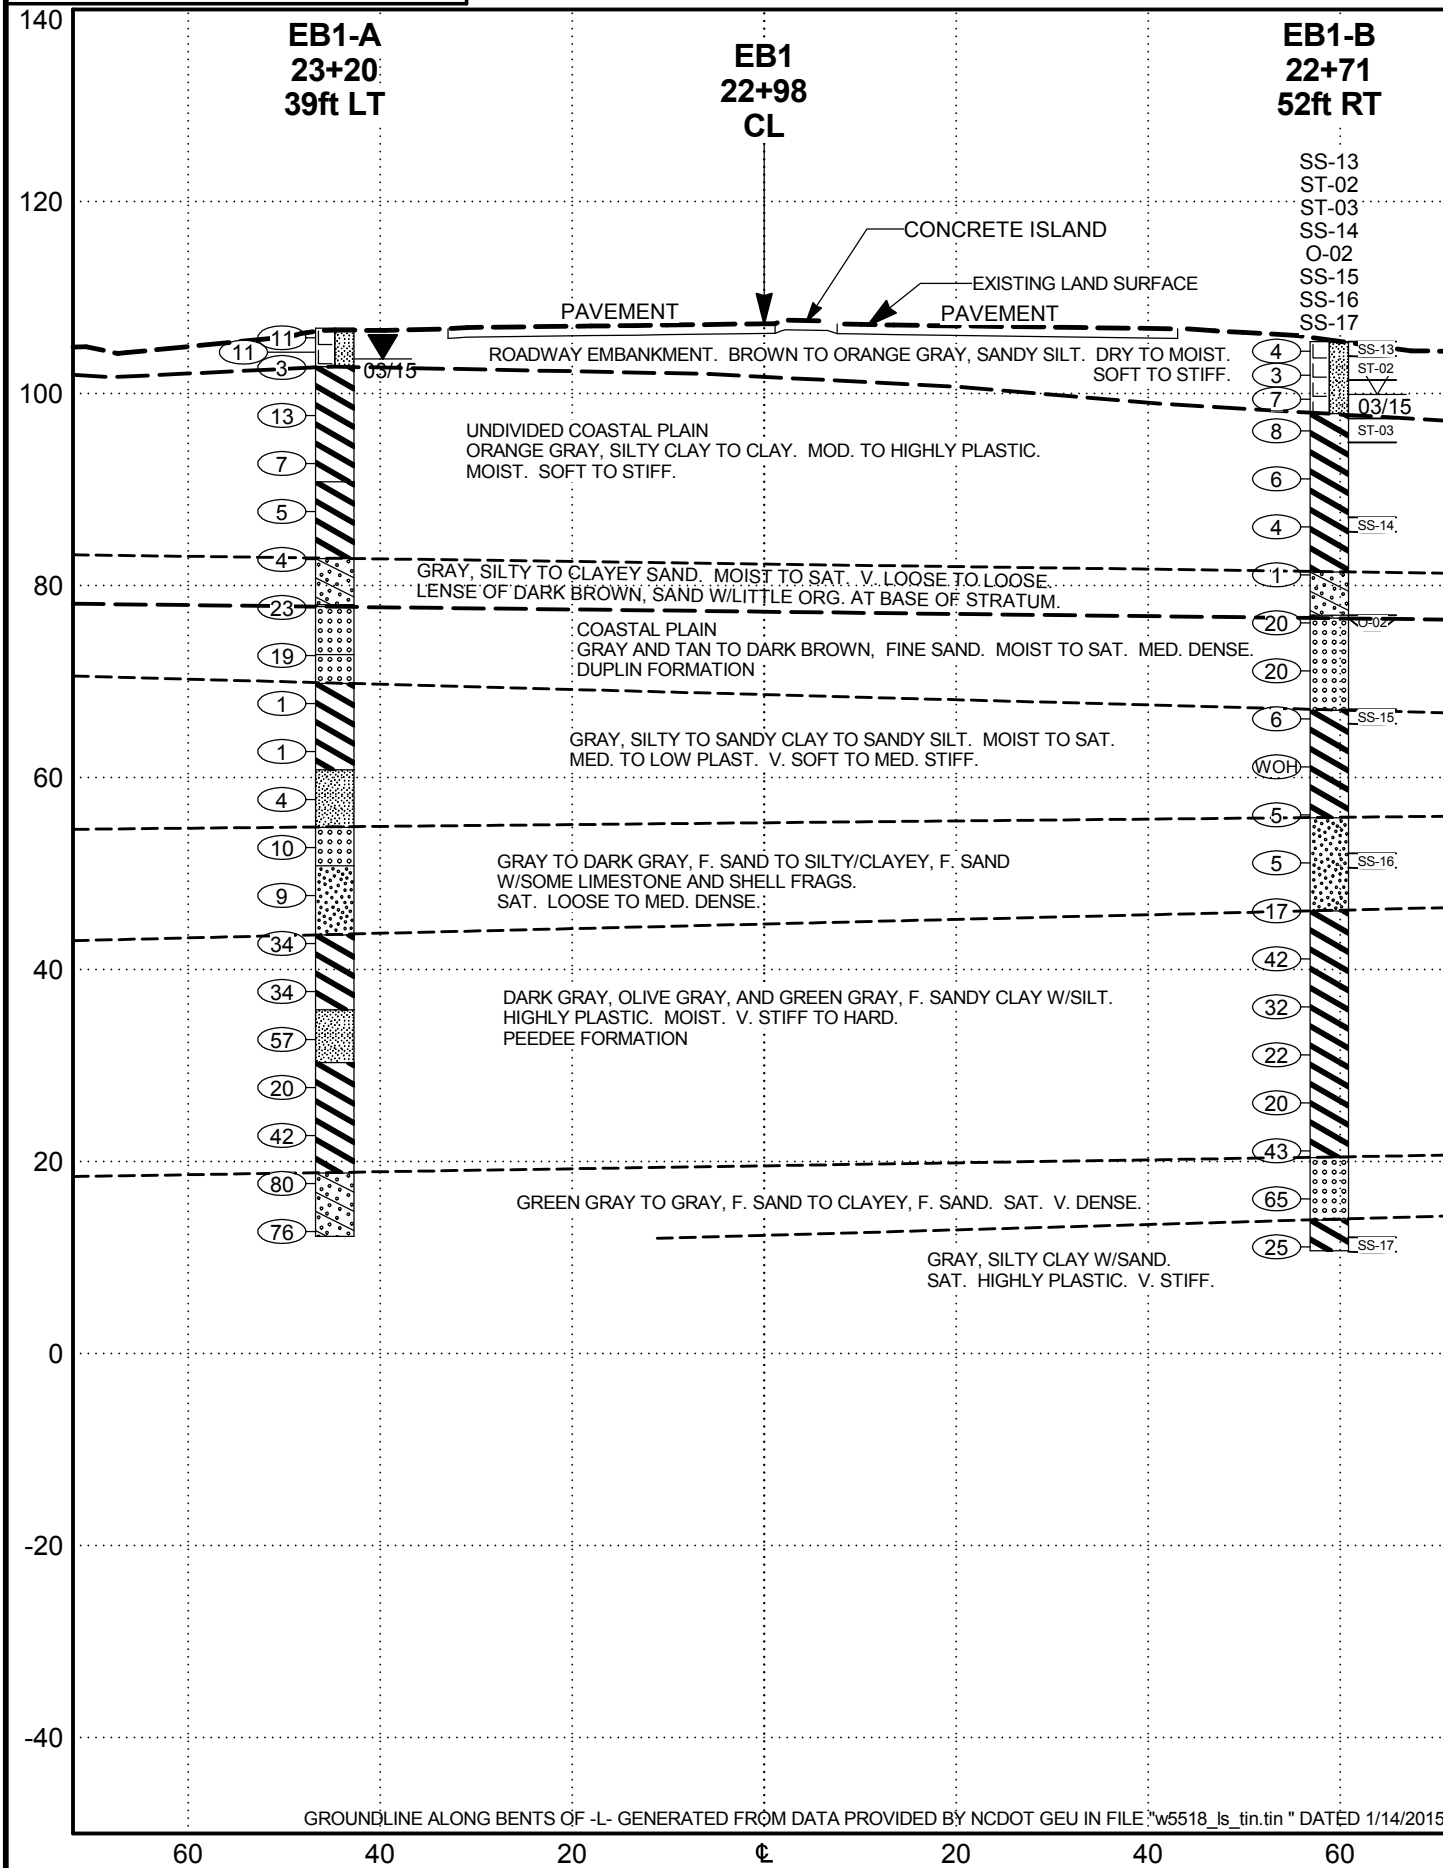 140
EB1-A
23+20
39ft LT
EB1
22+98
CL
EB1-B
22+71
52ft RT
SS-13
ST-02
ST-03
SS-14
O-02
SS-15
SS-16
SS-17
120
CONCRETE ISLAND
EXISTING LAND SURFACE
PAVEMENT
PAVEMENT
11
11
3
03/15
ROADWAY EMBANKMENT. BROWN TO ORANGE GRAY, SANDY SILT. DRY TO MOIST.
SOFT TO STIFF.
4
SS-13
3
ST-02
7
03/15
100
13
UNDIVIDED COASTAL PLAIN
ORANGE GRAY, SILTY CLAY TO CLAY. MOD. TO HIGHLY PLASTIC.
MOIST. SOFT TO STIFF.
8
ST-03
7
6
5
4
SS-14
4
GRAY, SILTY TO CLAYEY SAND. MOIST TO SAT. V. LOOSE TO LOOSE.
LENSE OF DARK BROWN, SAND W/LITTLE ORG. AT BASE OF STRATUM.
1
80
23
20
O-02
COASTAL PLAIN
GRAY AND TAN TO DARK BROWN, FINE SAND. MOIST TO SAT. MED. DENSE.
DUPLIN FORMATION
19
20
1
6
SS-15
GRAY, SILTY TO SANDY CLAY TO SANDY SILT. MOIST TO SAT.
MED. TO LOW PLAST. V. SOFT TO MED. STIFF.
1
WOH
60
4
5
10
GRAY TO DARK GRAY, F. SAND TO SILTY/CLAYEY, F. SAND
W/SOME LIMESTONE AND SHELL FRAGS.
SAT. LOOSE TO MED. DENSE.
5
SS-16
9
17
34
42
40
34
DARK GRAY, OLIVE GRAY, AND GREEN GRAY, F. SANDY CLAY W/SILT.
HIGHLY PLASTIC. MOIST. V. STIFF TO HARD.
PEEDEE FORMATION
32
57
22
20
20
42
43
20
80
GREEN GRAY TO GRAY, F. SAND TO CLAYEY, F. SAND. SAT. V. DENSE.
65
76
25
SS-17
GRAY, SILTY CLAY W/SAND.
SAT. HIGHLY PLASTIC. V. STIFF.
0
-20
-40
GROUNDLINE ALONG BENTS OF -L- GENERATED FROM DATA PROVIDED BY NCDOT GEU IN FILE "w5518_ls_tin.tin " DATED 1/14/2015
60
40
20
℄
20
40
60